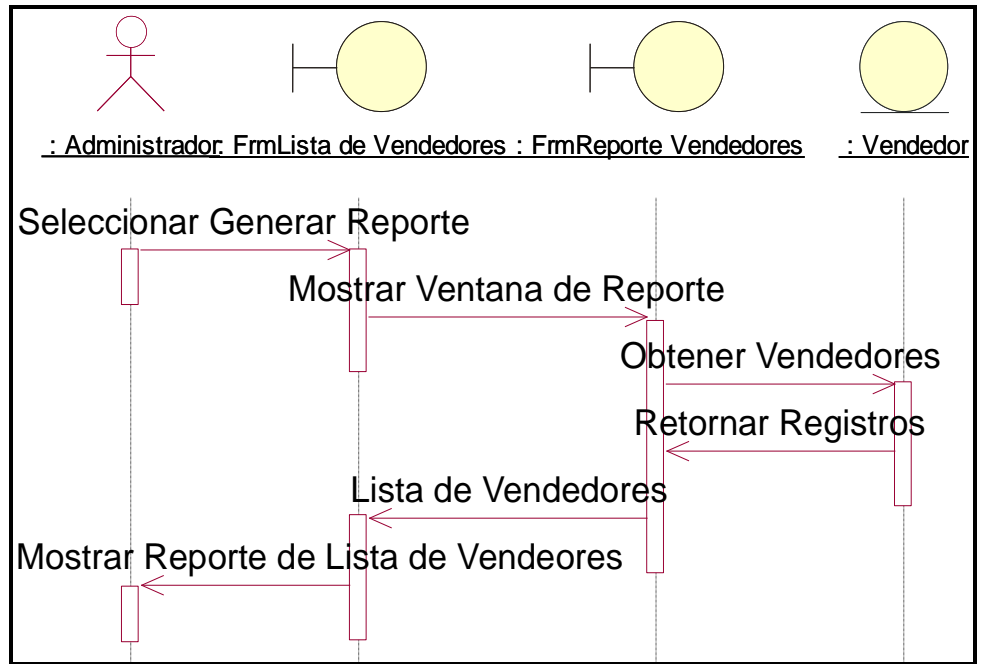 : Administrador
: FrmLista de Vendedores
: FrmReporte Vendedores
: Vendedor
Seleccionar Generar Reporte
Mostrar Ventana de Reporte
Obtener Vendedores
Retornar Registros
Lista de Vendedores
Mostrar Reporte de Lista de Vendeores